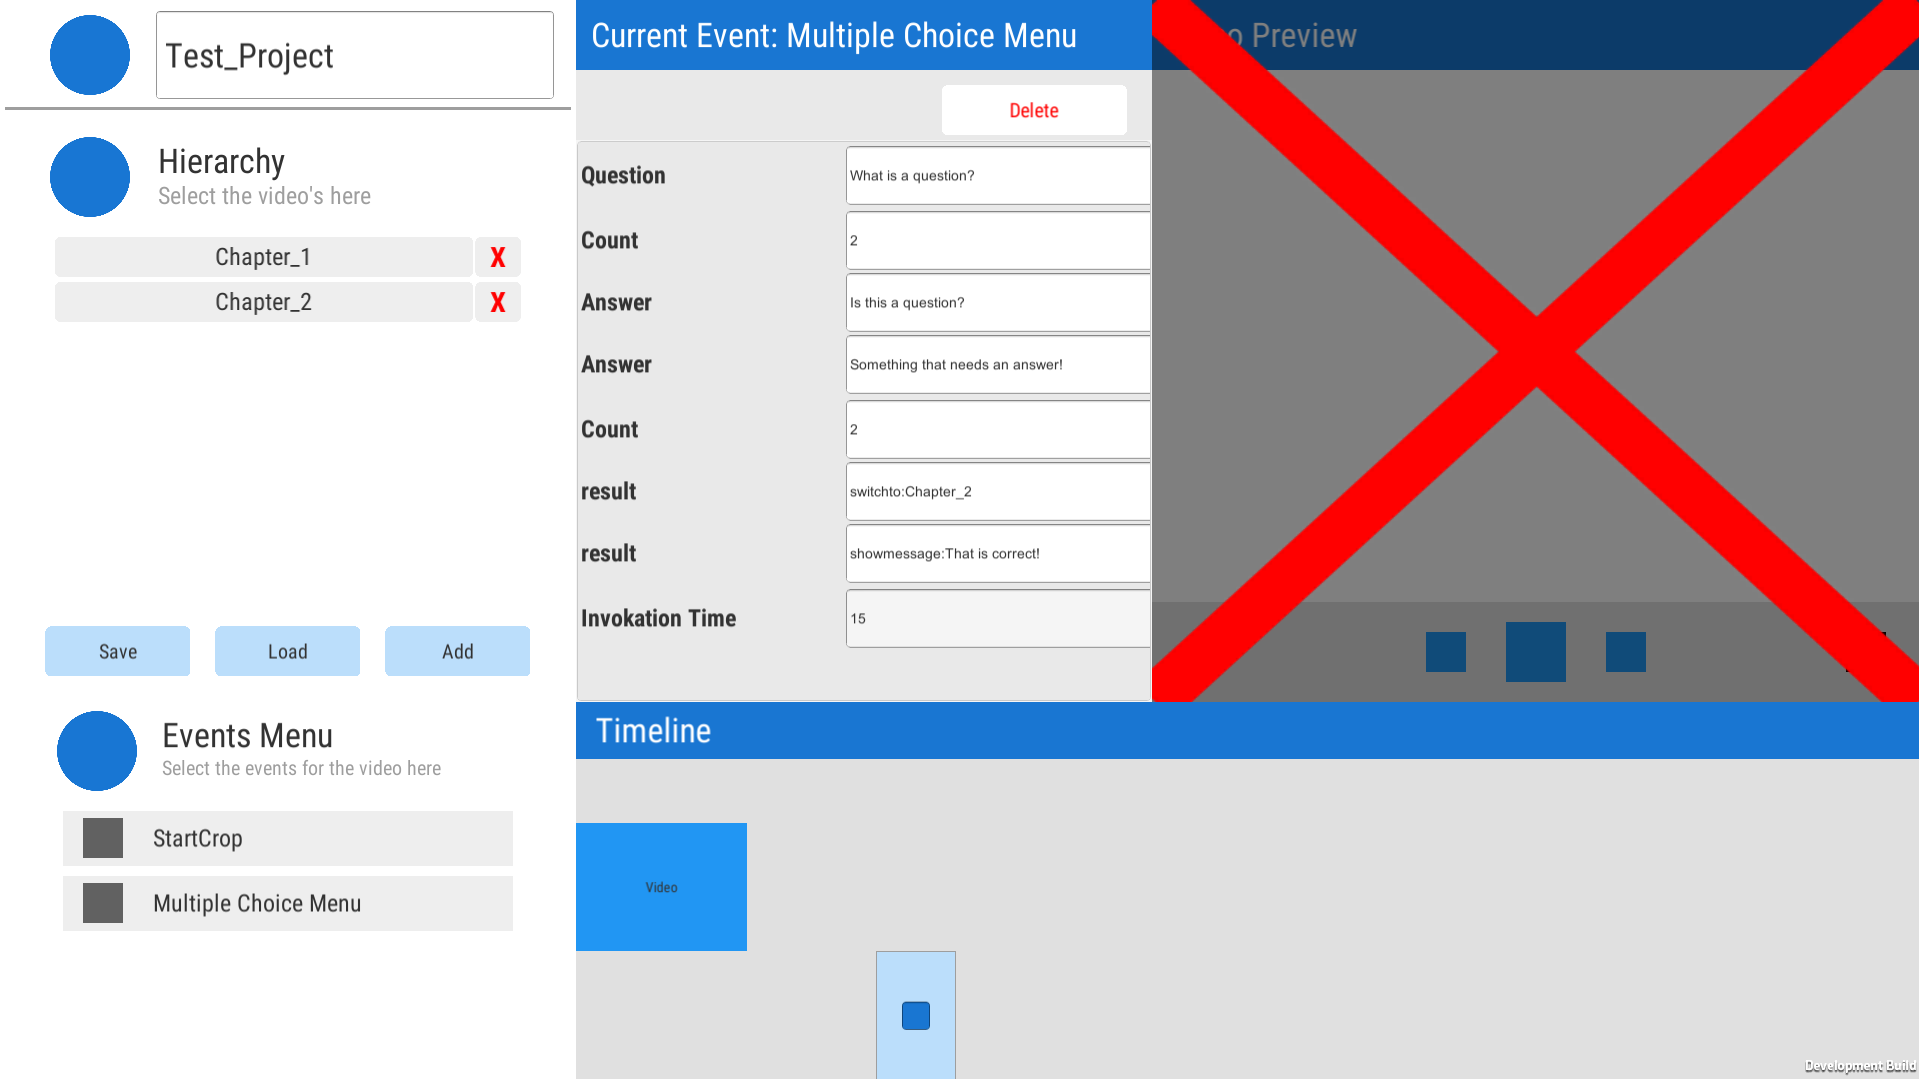 Test_Project
Hierarchy
Select the video's here
Chapter_1 X
Chapter_2 X
Save Load Add
Events Menu
Select the events for the video here
StartCrop
Multiple Choice Menu
Current Event: Multiple Choice Menu
Delete
Question What is a question?
Count 2
Answer Is this a question?
Answer Something that needs an answer!
Count 2
result switchto:Chapter_2
result showmessage:That is correct!
Invokation Time 15
Preview
Timeline
Video
Development Build